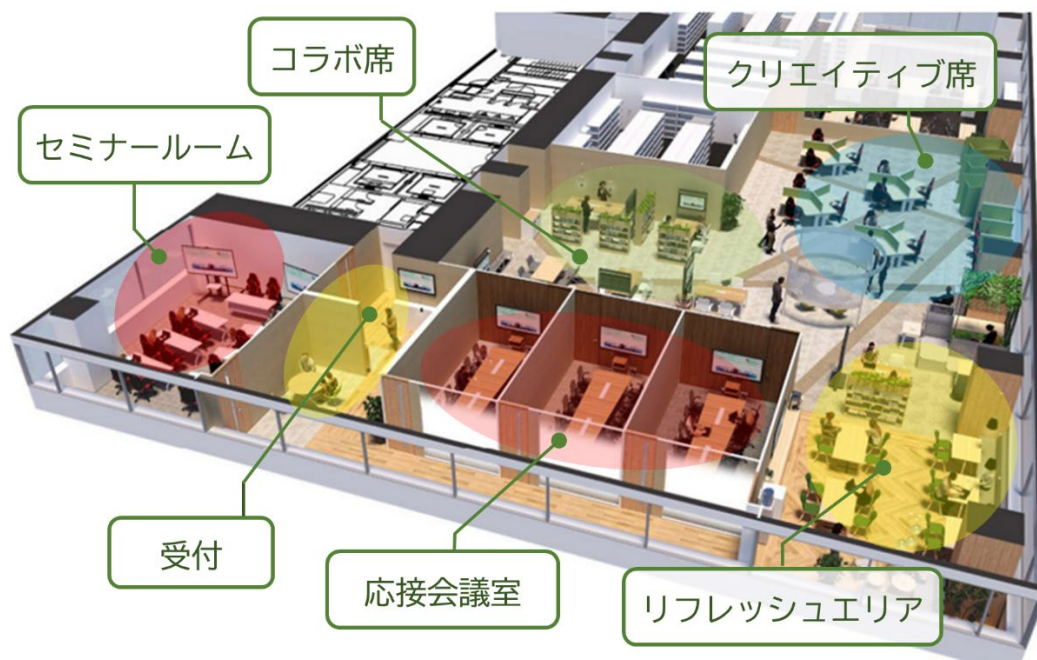 コラボ席
クリエイティブ席
セミナールーム
受付
応接会議室
リフレッシュエリア